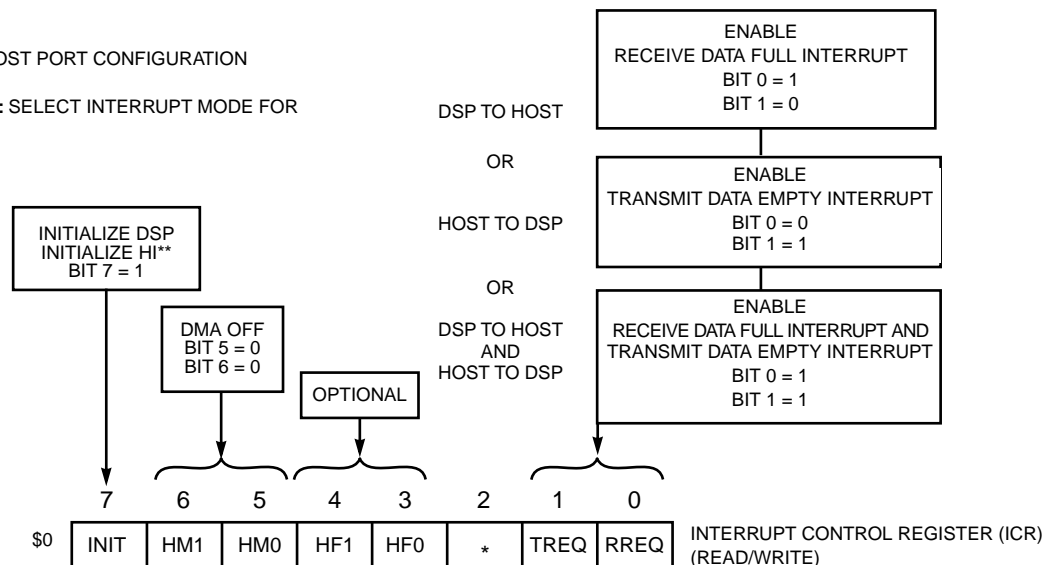 OST PORT CONFIGURATION
: SELECT INTERRUPT MODE FOR
DSP TO HOST
OR
HOST TO DSP
OR
DSP TO HOST
AND
HOST TO DSP
ENABLE
RECEIVE DATA FULL INTERRUPT
BIT 0 = 1
BIT 1 = 0
ENABLE
TRANSMIT DATA EMPTY INTERRUPT
BIT 0 = 0
BIT 1 = 1
ENABLE
RECEIVE DATA FULL INTERRUPT AND
TRANSMIT DATA EMPTY INTERRUPT
BIT 0 = 1
BIT 1 = 1
INITIALIZE DSP
INITIALIZE HI**
BIT 7 = 1
DMA OFF
BIT 5 = 0
BIT 6 = 0
OPTIONAL
7 6 5 4 3 2 1 0
$0 INIT HM1 HM0 HF1 HF0 * TREQ RREQ
INTERRUPT CONTROL REGISTER (ICR)
(READ/WRITE)